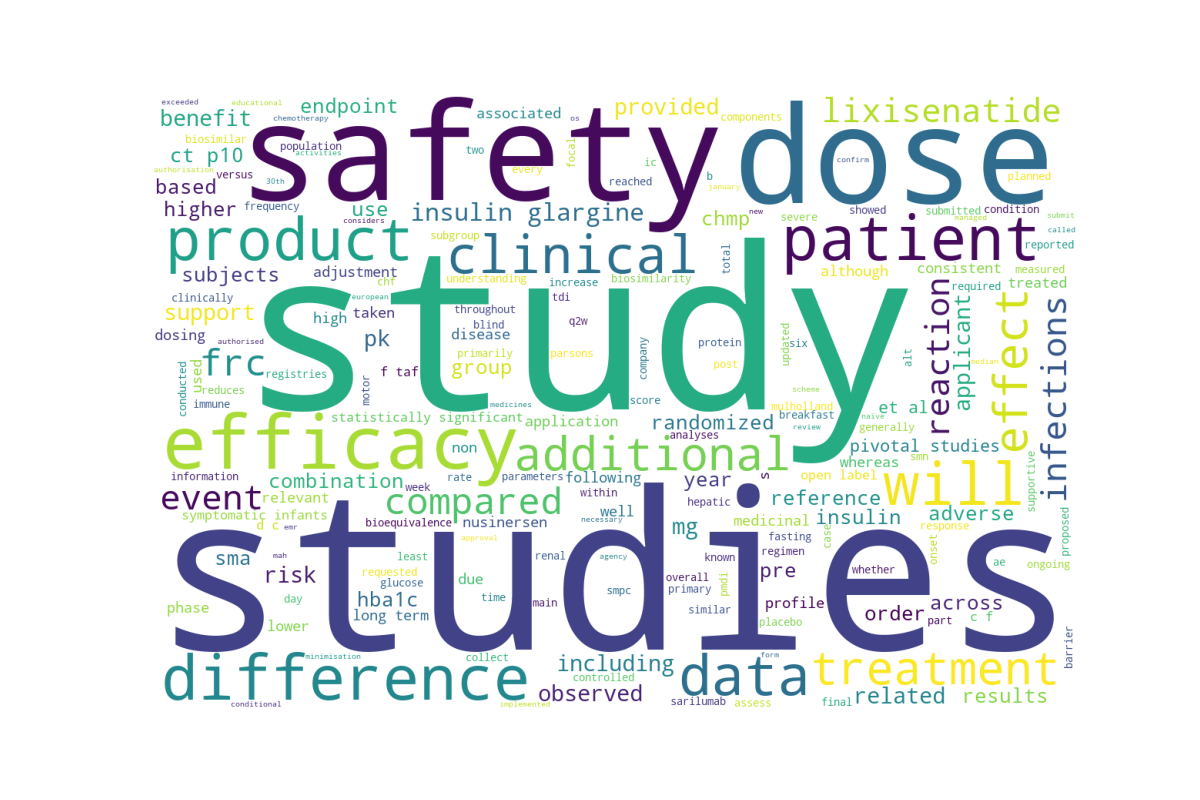 exceeded educational
benefit chemotherapy endpoint associated os provided components lixisenatide
safety dose
biosimilar population two focal
ct p10 activities ic confirm
authorisation versus 30th every reached b january planned
based
higher frequency use considers insulin glargine chmp new severe showed submitted condition submit
product subgroup clinical patient managed called
total reported
subjects adjustment chf understanding increase biosimilarity although consistent measured
clinically european throughout tdi required treated
support high taken blind q2w
dosing authorised pk disease company protein six updated alt reaction applicant effect infections
study
frc registries primarily parsons post median
conducted used reduces motor f taf group scheme
immune medicines score mulholland breakfast et al naive
statistically significant application randomized review generally
efficacy additional analyses pivotal studies
non whereas smn supportive
information combination week rate parameters following within year s open label will
event relevant compared hepatic reference
symptomatic infants well medicinal insulin adverse
d c emr bioequivalence nusinersen necessary mg case response onset proposed
studies
sma mah least approval renal agency known fasting regimen ae ongoing
risk requested glucose due smpc overall pre whether
phase day hba1c time main primary pmdi profile order across
long term similar placebo part c f
lower barrier
difference minimisation collect including form data treatment
controlled observed related results
conditional implemented sarilumab assess final